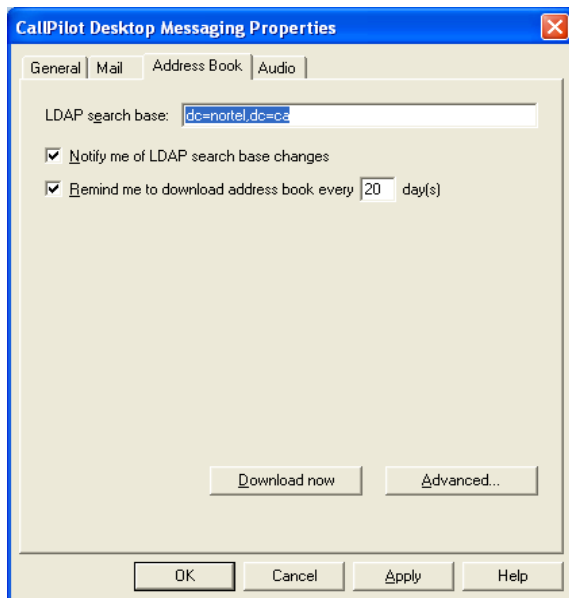 CallPilot Desktop Messaging Properties
General Mail Address Book Audio
LDAP search base: dc=nortel,dc=ca
Notify me of LDAP search base changes
Remind me to download address book every 20 day(s)
Download now Advanced...
OK Cancel Apply Help